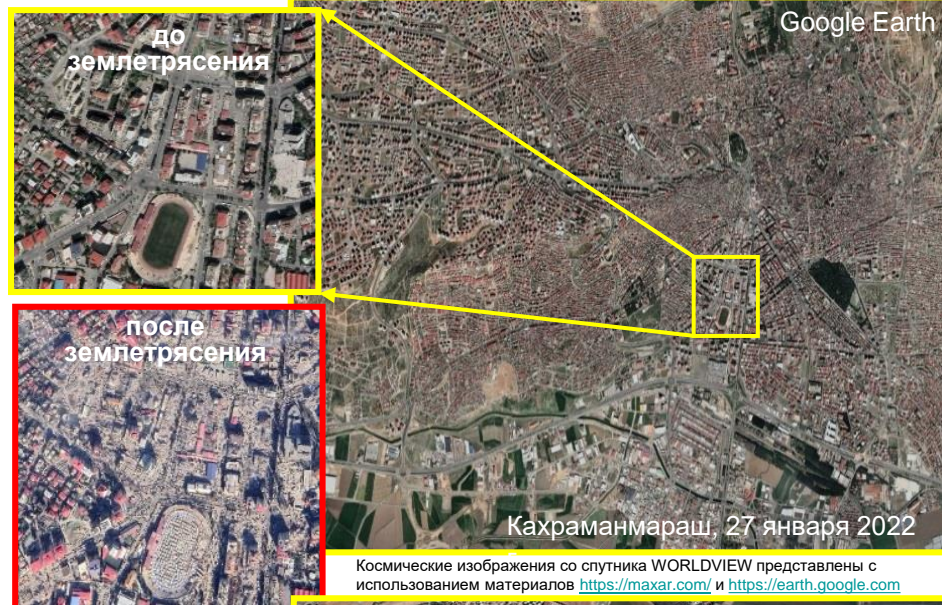 до
землетрясения
Google Earth
после
землетрясения
Кахраманмараш, 27 января 2022
Космические изображения со спутника WORLDVIEW представлены с
использованием материалов https://maxar.com/ и https://earth.google.com